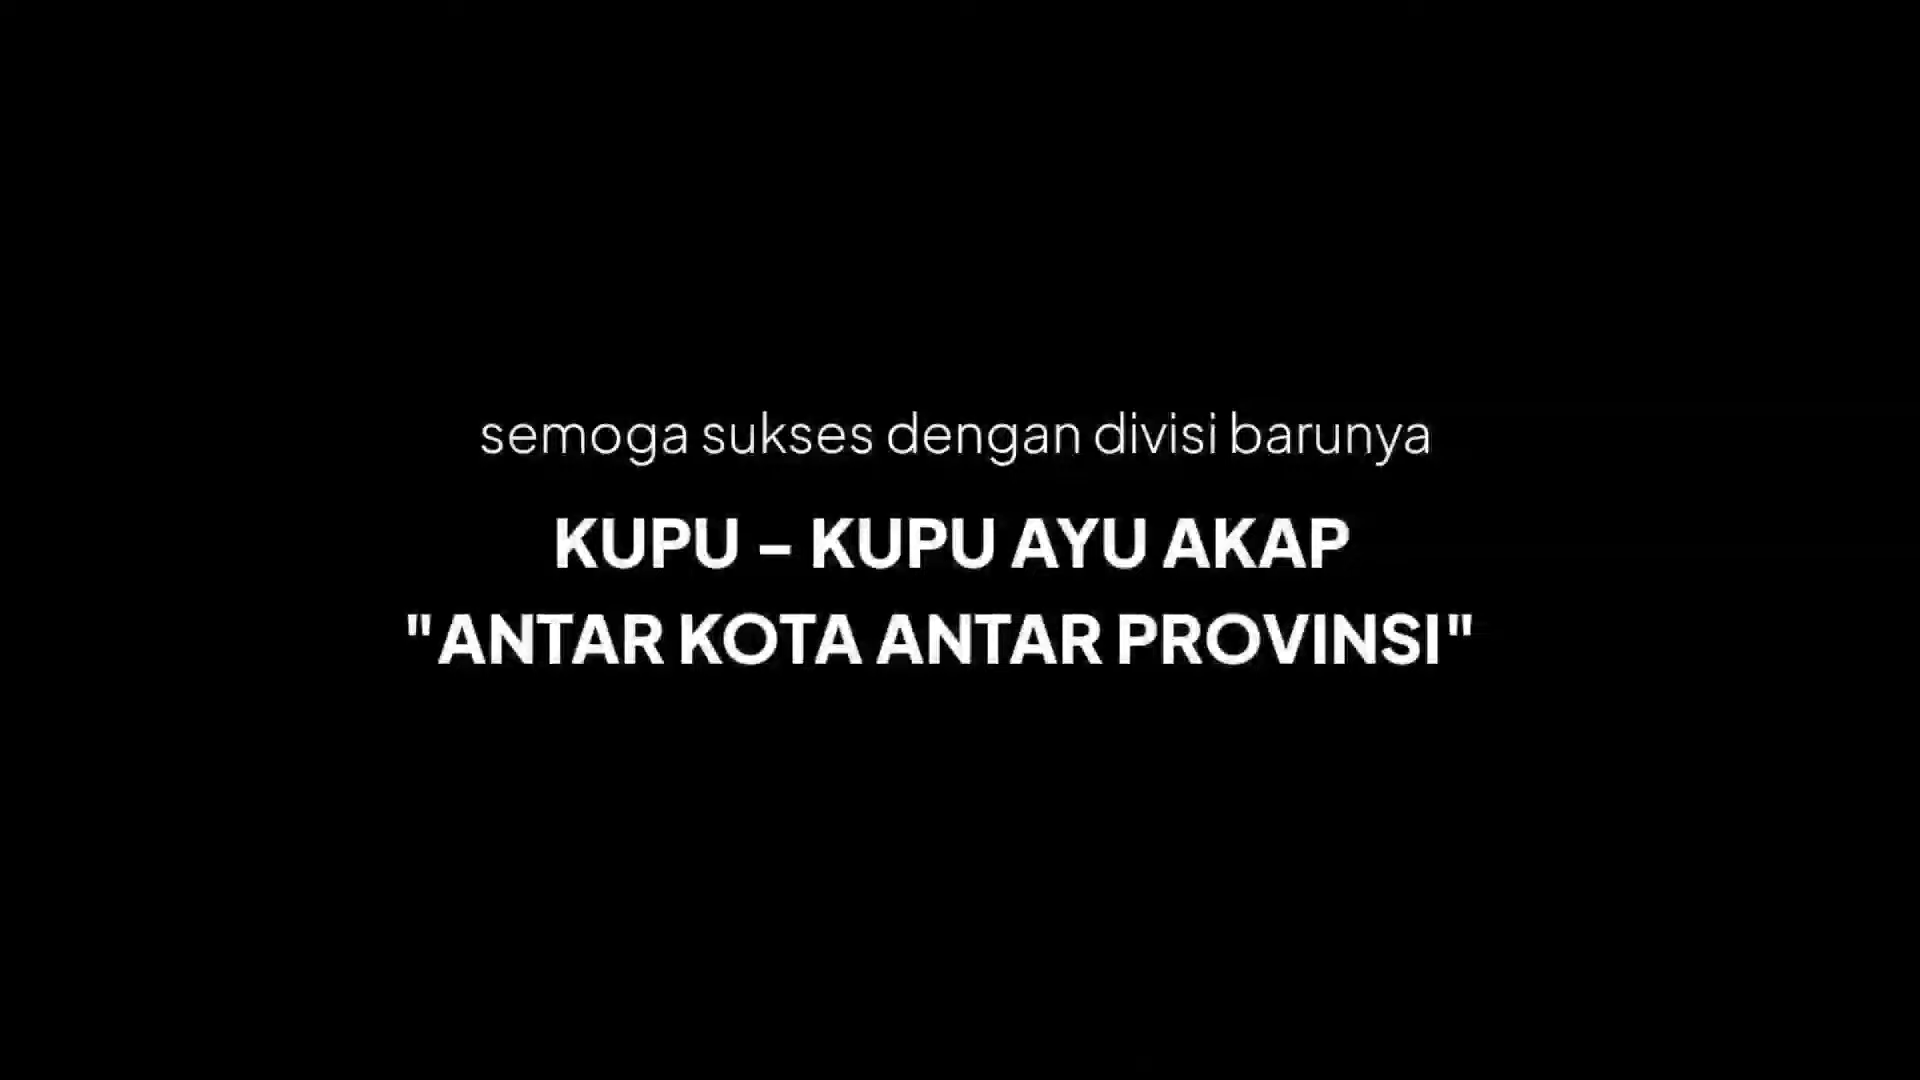 semoga sukses dengan divisi barunya
KUPU – KUPU AYU AKAP
"ANTAR KOTA ANTAR PROVINSI"